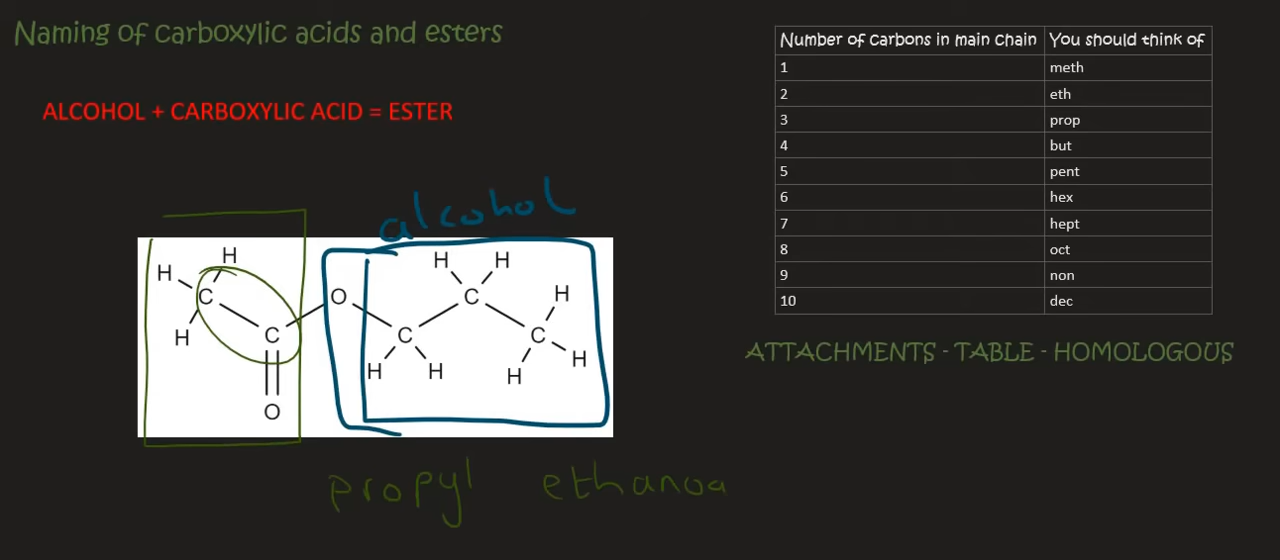 Naming of carboxylic acids and esters
ALCOHOL + CARBOXYLIC ACID = ESTER
Number of carbons in main chain You should think of
1 meth
2 eth
3 prop
4 but
5 pent
6 hex
7 hept
8 oct
9 non
10 dec
ATTACHMENTS - TABLE - HOMOLOGOUS
alcohol
H H H
H H
C O C
H
H C C C H
H H H
O
propyl ethanoa